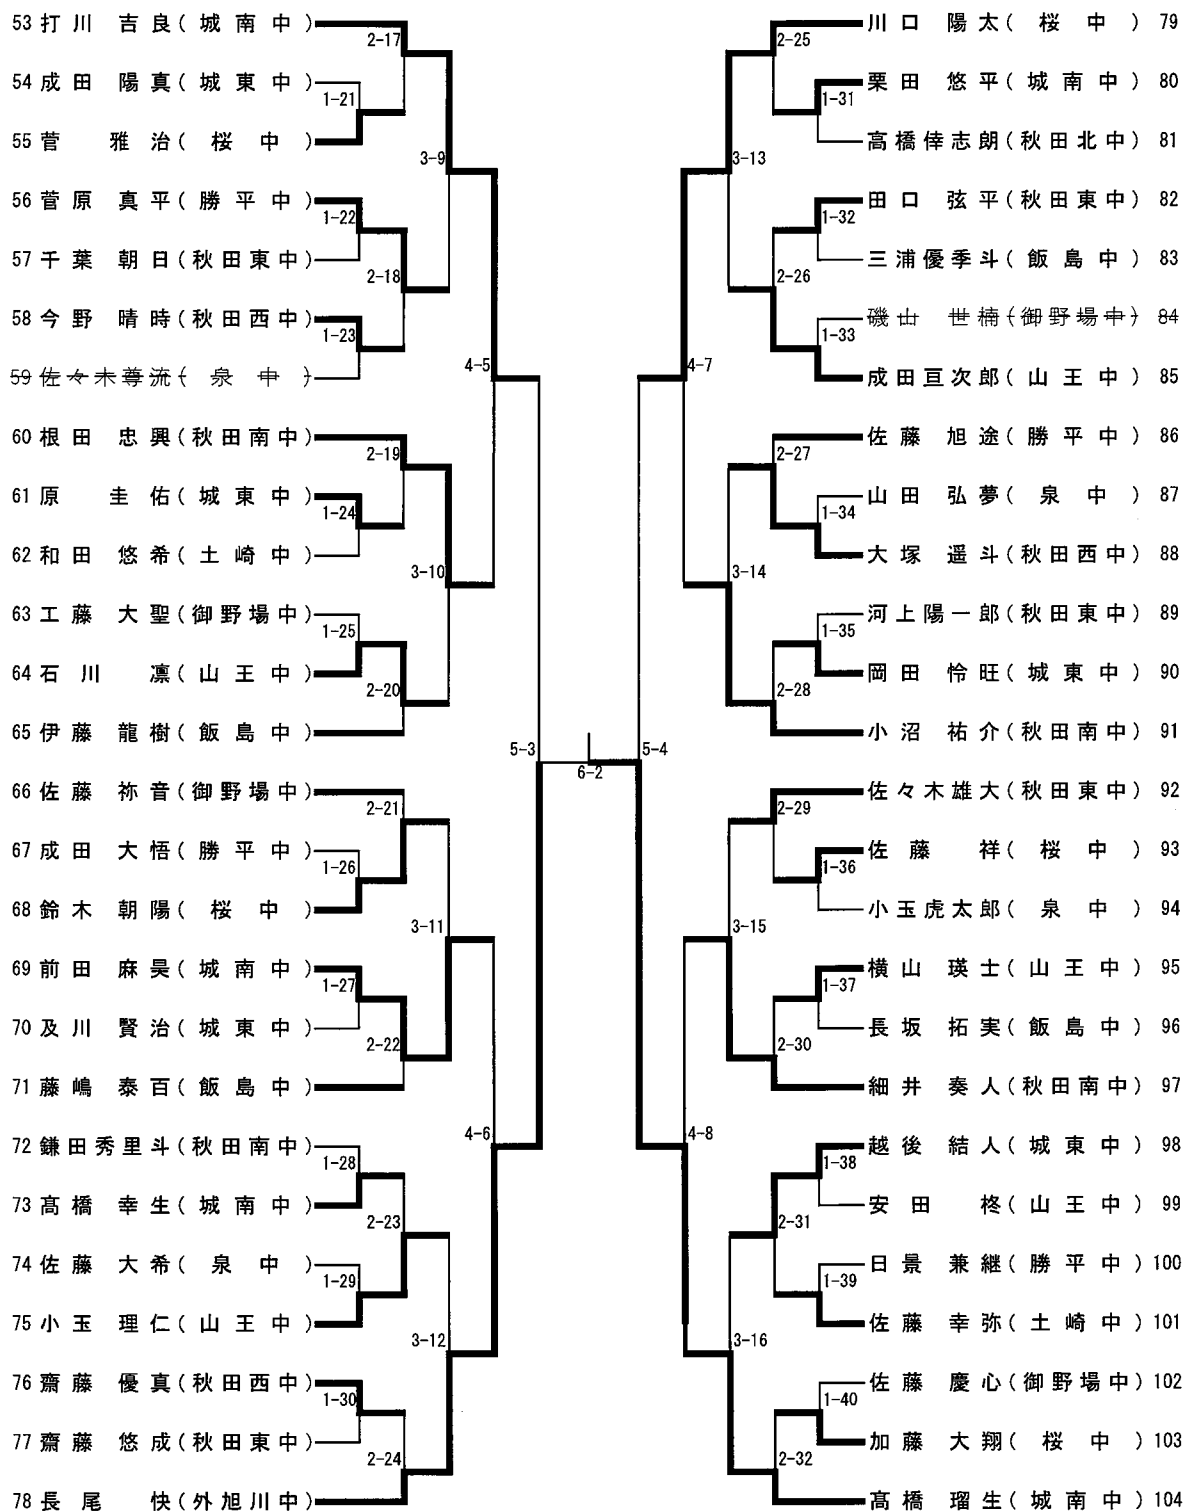 53 打川 吉良(城南中)
2-17
54 成田 陽真(城東中)
1-21
55 菅 雅治(桜中)
3-9
56 菅原 真平(勝平中)
1-22
57 千葉 朝日(秋田東中)
2-18
58 今野 晴時(秋田西中)
1-23
4-5
59 佐々木尊流(泉中)
60 根田 忠興(秋田南中)
2-19
61 原 圭佑(城東中)
1-24
62 和田 悠希(土崎中)
3-10
63 工藤 大聖(御野場中)
1-25
64 石川 凛(山王中)
2-20
65 伊藤 龍樹(飯島中)
5-3
66 佐藤 祢音(御野場中)
2-21
67 成田 大悟(勝平中)
1-26
68 鈴木 朝陽(桜中)
3-11
69 前田 麻昊(城南中)
1-27
70 及川 賢治(城東中)
2-22
71 藤嶋 泰百(飯島中)
4-6
72 鎌田秀里斗(秋田南中)
1-28
73 髙橋 幸生(城南中)
2-23
74 佐藤 大希(泉中)
1-29
75 小玉 理仁(山王中)
3-12
76 齋藤 優真(秋田西中)
1-30
77 齋藤 悠成(秋田東中)
2-24
78 長尾 快(外旭川中)
6-2
川口 陽太(桜中) 79
2-25
栗田 悠平(城南中) 80
1-31
高橋倖志朗(秋田北中) 81
3-13
田口 弦平(秋田東中) 82
1-32
三浦優季斗(飯島中) 83
2-26
磯山 世楠(御野場中) 84
1-33
4-7
成田亘次郎(山王中) 85
佐藤 旭途(勝平中) 86
2-27
山田 弘夢(泉中) 87
1-34
大塚 遥斗(秋田西中) 88
3-14
河上陽一郎(秋田東中) 89
1-35
岡田 怜旺(城東中) 90
2-28
小沼 祐介(秋田南中) 91
5-4
佐々木雄大(秋田東中) 92
2-29
佐藤 祥(桜中) 93
1-36
小玉虎太郎(泉中) 94
3-15
横山 瑛士(山王中) 95
1-37
長坂 拓実(飯島中) 96
2-30
細井 奏人(秋田南中) 97
4-8
越後 結人(城東中) 98
1-38
安田 柊(山王中) 99
2-31
日景 兼継(勝平中) 100
1-39
佐藤 幸弥(土崎中) 101
3-16
佐藤 慶心(御野場中) 102
1-40
加藤 大翔(桜中) 103
2-32
髙橋 瑠生(城南中) 104